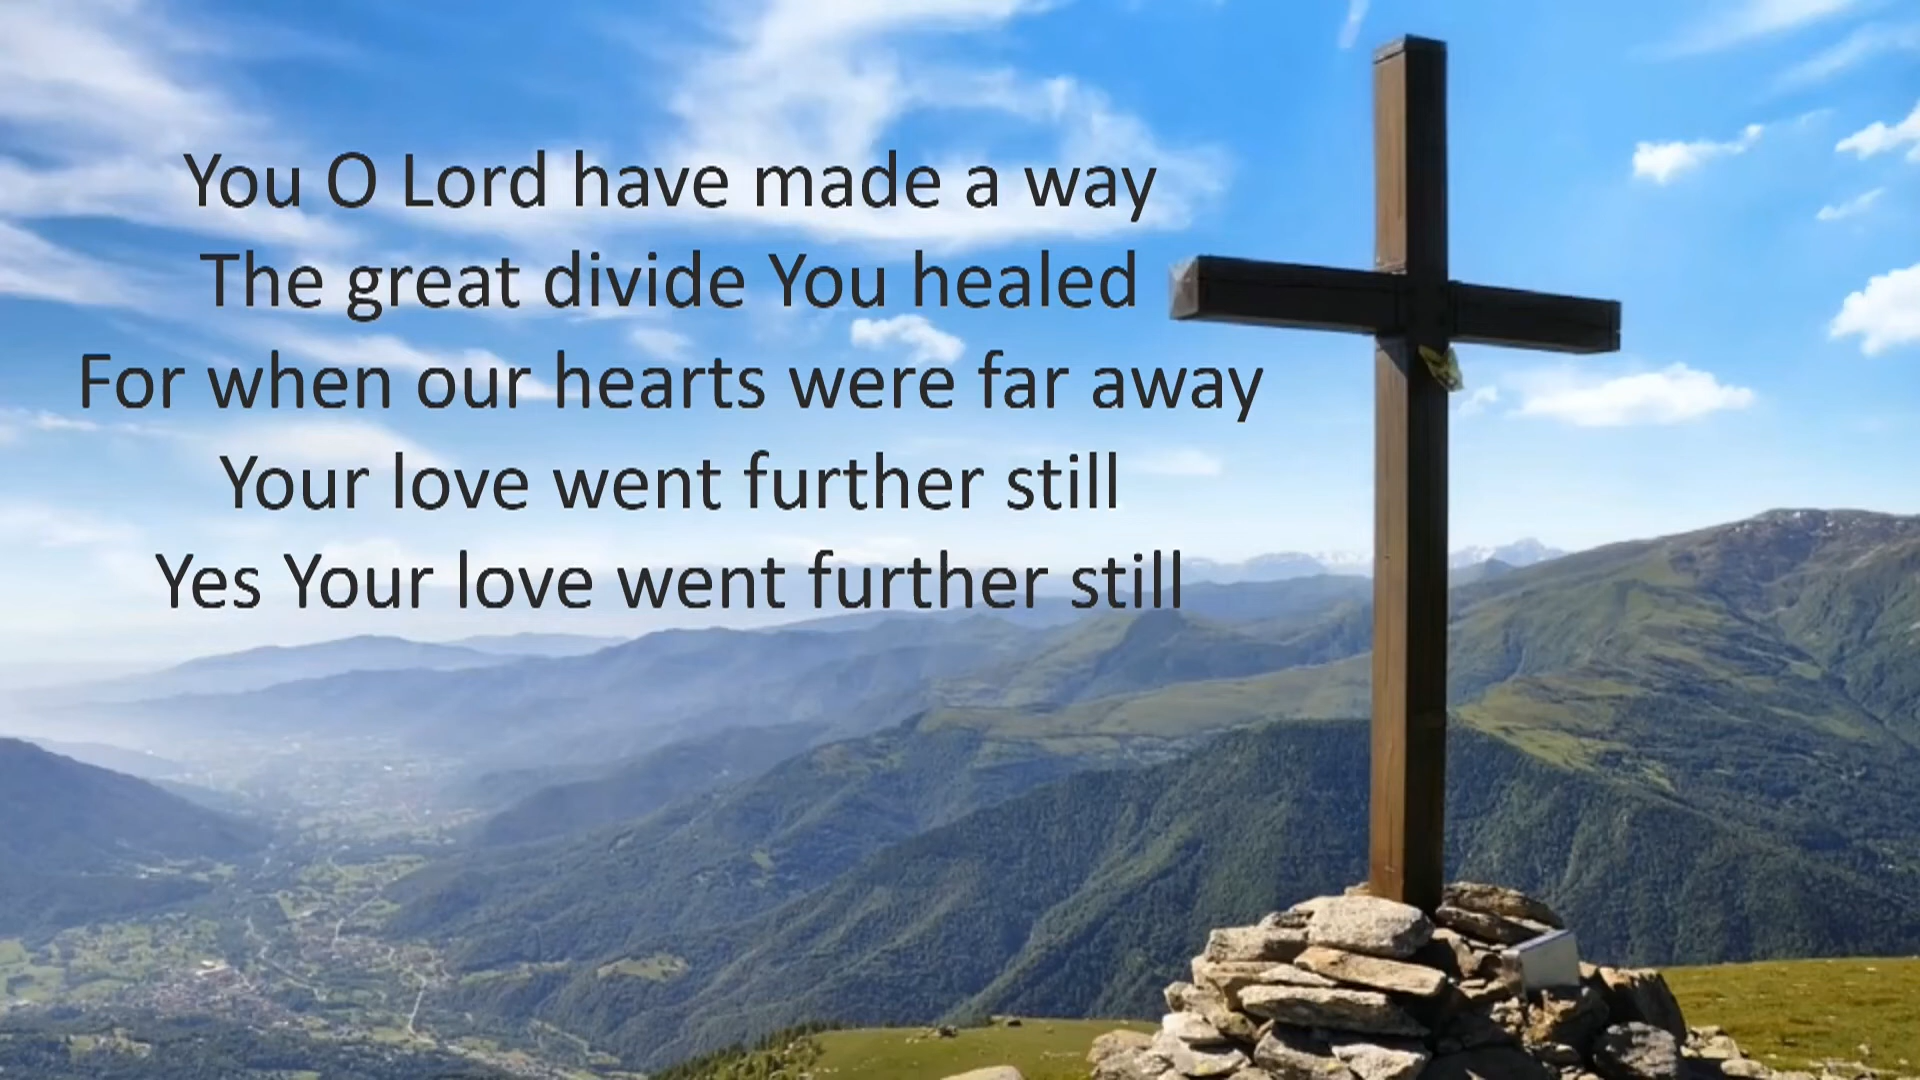 You O Lord have made a way
The great divide You healed
For when our hearts were far away
Your love went further still
Yes Your love went further still